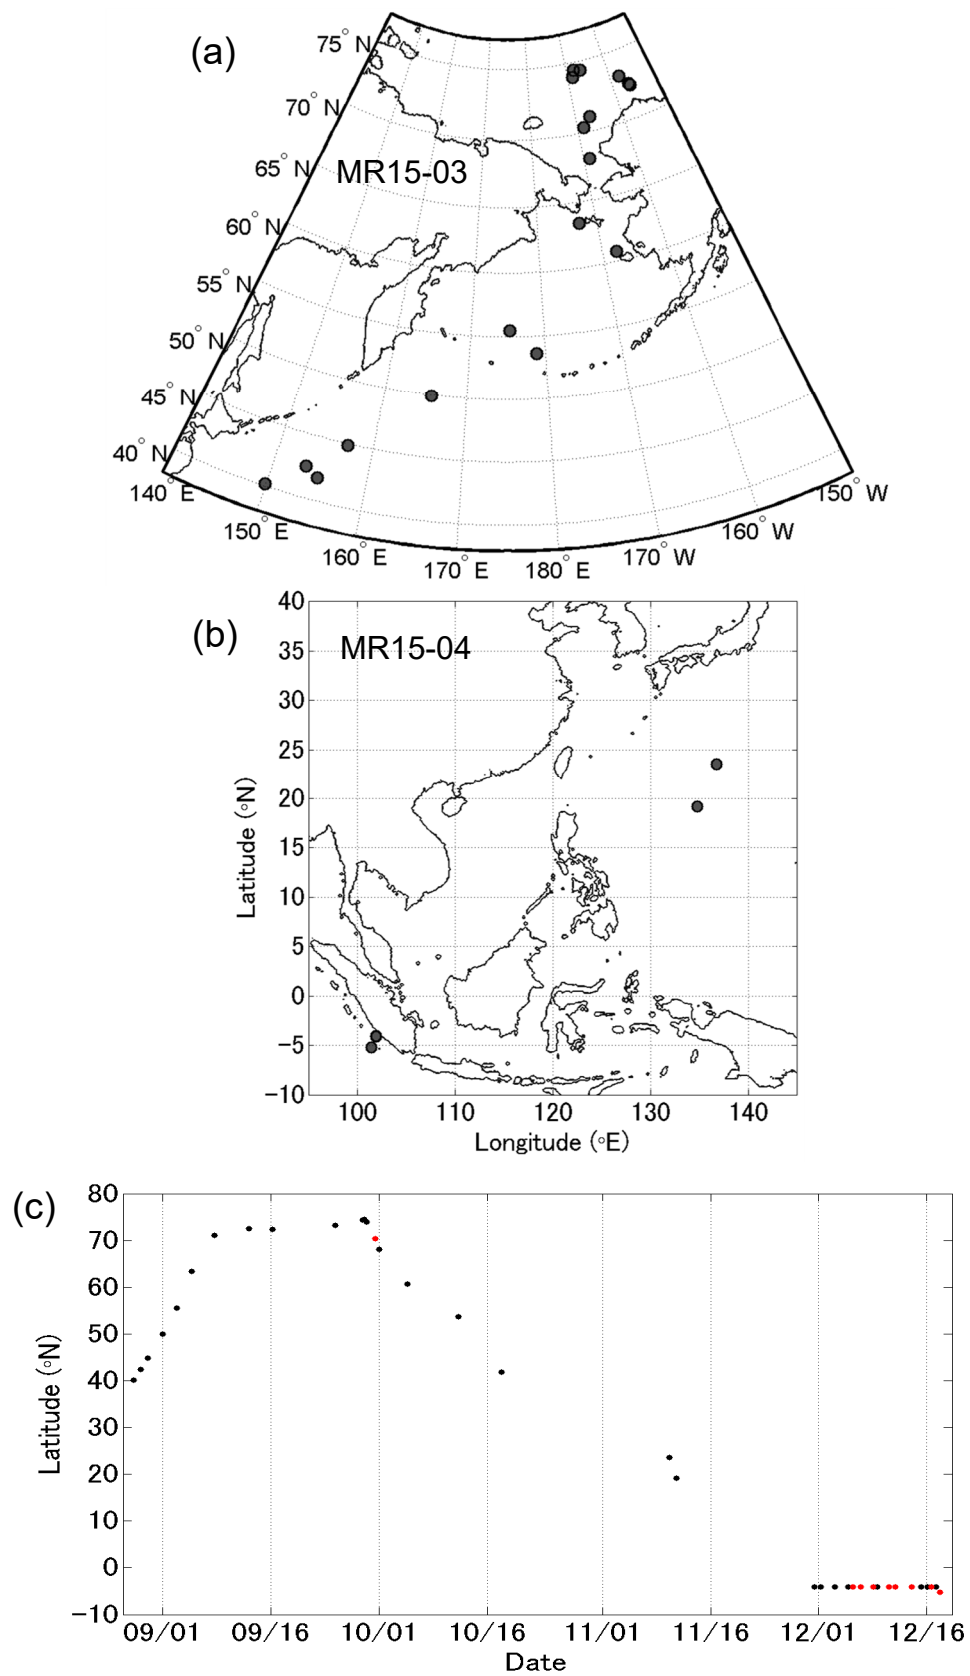 (a)
MR15-03
75° N
70° N
65° N
60° N
55° N
50° N
45° N
40° N
140° E
150° E
160° E
170° E
180° E
170° W
160° W
150° W
(b)
MR15-04
40
35
30
25
20
15
10
5
0
−5
−10
Latitude (°N)
100 110 120 130 140
Longitude (°E)
(c)
80
70
60
50
40
30
20
10
0
−10
Latitude (°N)
09/01 09/16 10/01 10/16 11/01 11/16 12/01 12/16
Date